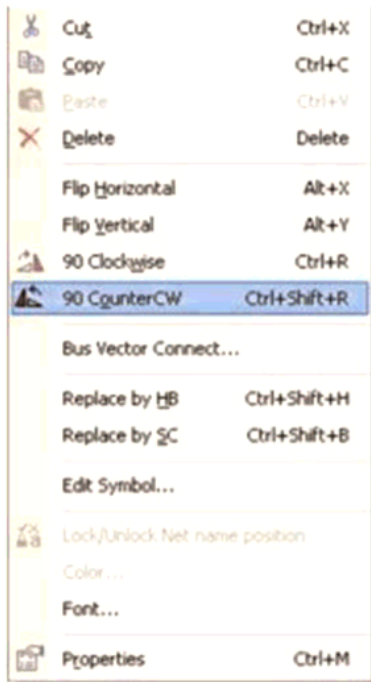 Cut Ctrl+X
Copy Ctrl+C
Paste Ctrl+V
Delete Delete
Flip Horizontal Alt+X
Flip Vertical Alt+Y
90 Clockwise Ctrl+R
90 CounterCW Ctrl+Shift+R
Bus Vector Connect...
Replace by HB Ctrl+Shift+H
Replace by SC Ctrl+Shift+B
Edit Symbol...
Lock/Unlock Net name position
Color...
Font...
Properties Ctrl+M